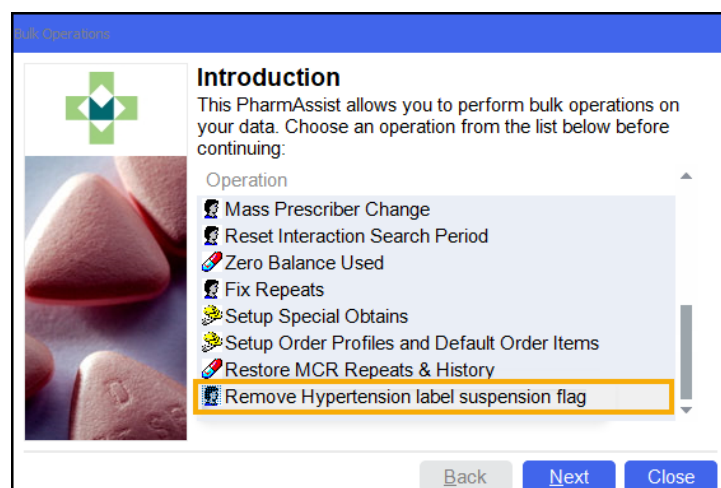 Bulk Operations
Introduction
This PharmAssist allows you to perform bulk operations on
your data. Choose an operation from the list below before
continuing:
Operation
Mass Prescriber Change
Reset Interaction Search Period
Zero Balance Used
Fix Repeats
Setup Special Obtains
Setup Order Profiles and Default Order Items
Restore MCR Repeats & History
Remove Hypertension label suspension flag
Back Next Close